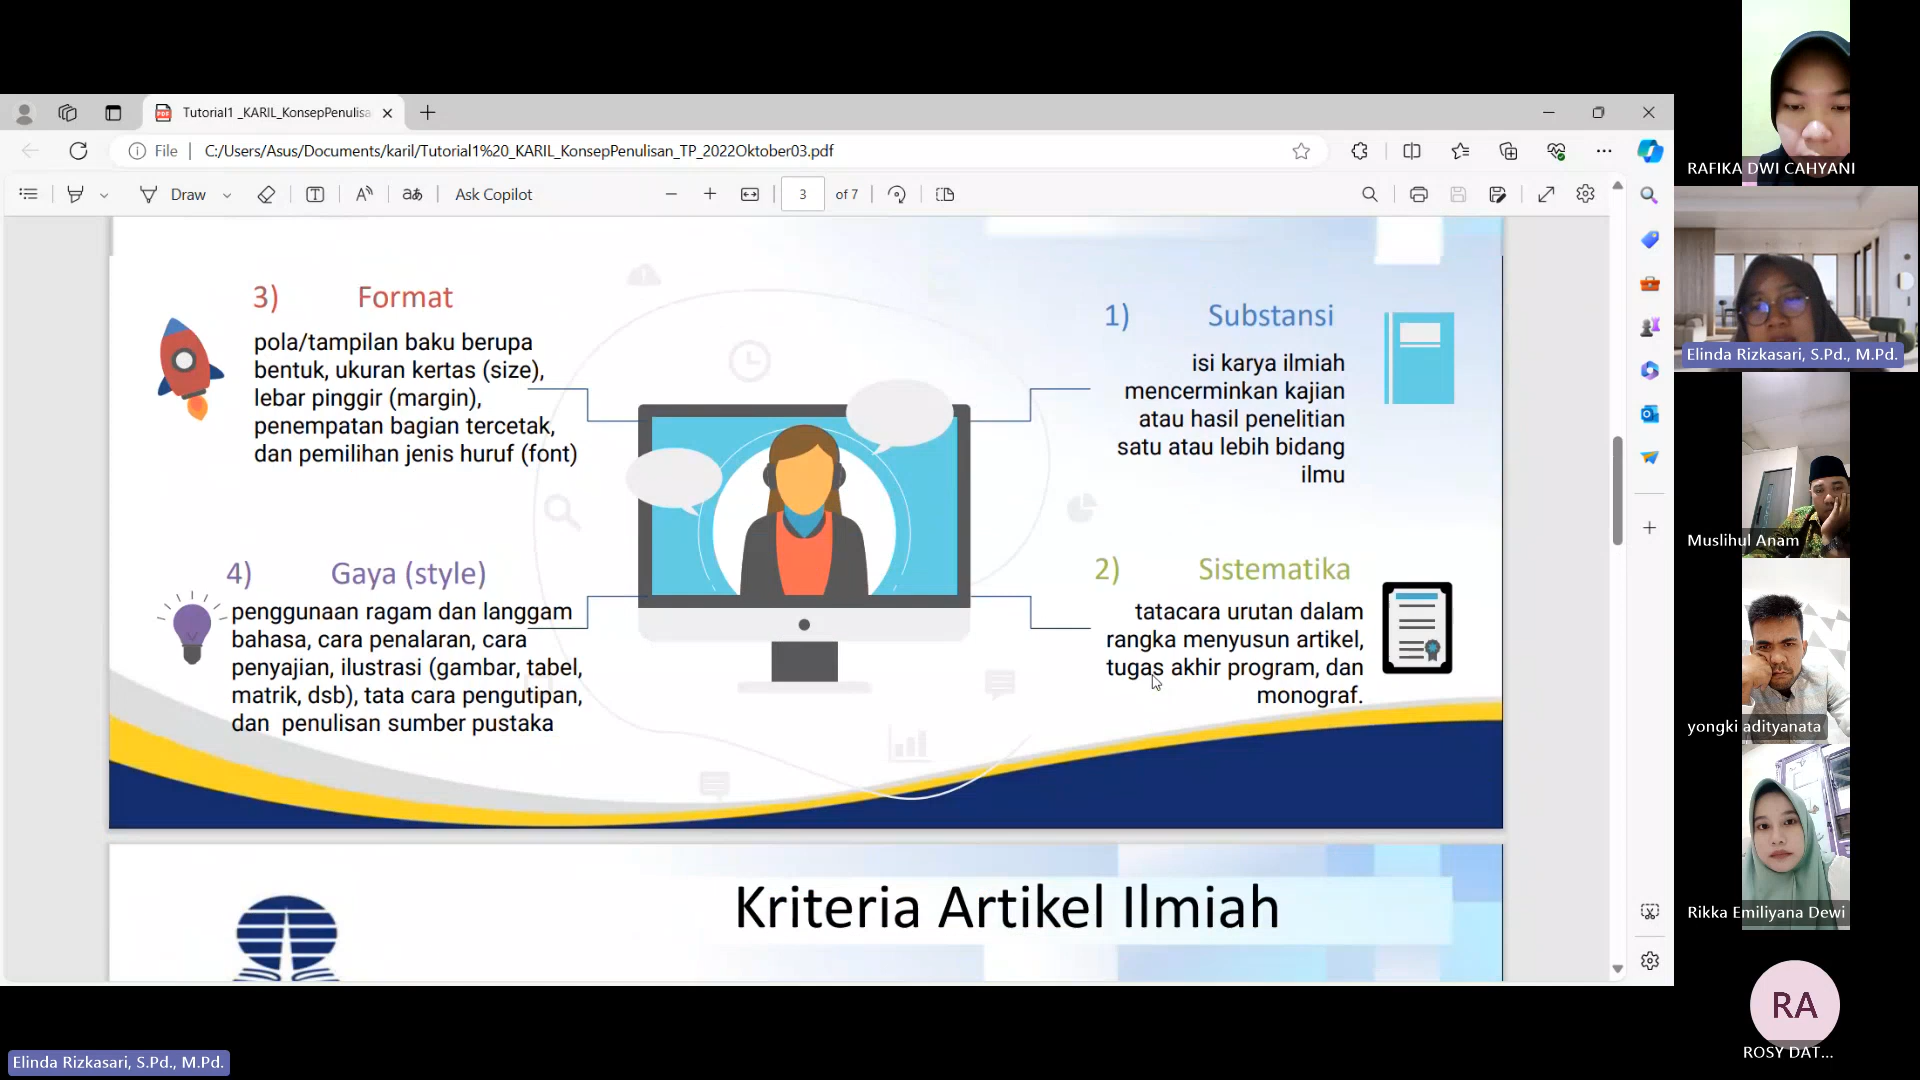 Tutorial1 _KARIL_KonsepPenulisa
File
C:/Users/Asus/Documents/karil/Tutorial1%20_KARIL_KonsepPenulisan_TP_2022Oktober03.pdf
Draw
Ask Copilot
3 of 7
3) Format
pola/tampilan baku berupa
bentuk, ukuran kertas (size),
lebar pinggir (margin),
penempatan bagian tercetak,
dan pemilihan jenis huruf (font)
1) Substansi
isi karya ilmiah
mencerminkan kajian
atau hasil penelitian
satu atau lebih bidang
ilmu
4) Gaya (style)
penggunaan ragam dan langgam
bahasa, cara penalaran, cara
penyajian, ilustrasi (gambar, tabel,
matrik, dsb), tata cara pengutipan,
dan penulisan sumber pustaka
2) Sistematika
tatacara urutan dalam
rangka menyusun artikel,
tugas akhir program, dan
monograf.
Kriteria Artikel Ilmiah
RAFIKA DWI CAHYANI
Elinda Rizkasari, S.Pd., M.Pd.
Muslihul Anam
yongki adityanata
Rikka Emiliyana Dewi
RA
ROSY DAT...
Elinda Rizkasari, S.Pd., M.Pd.